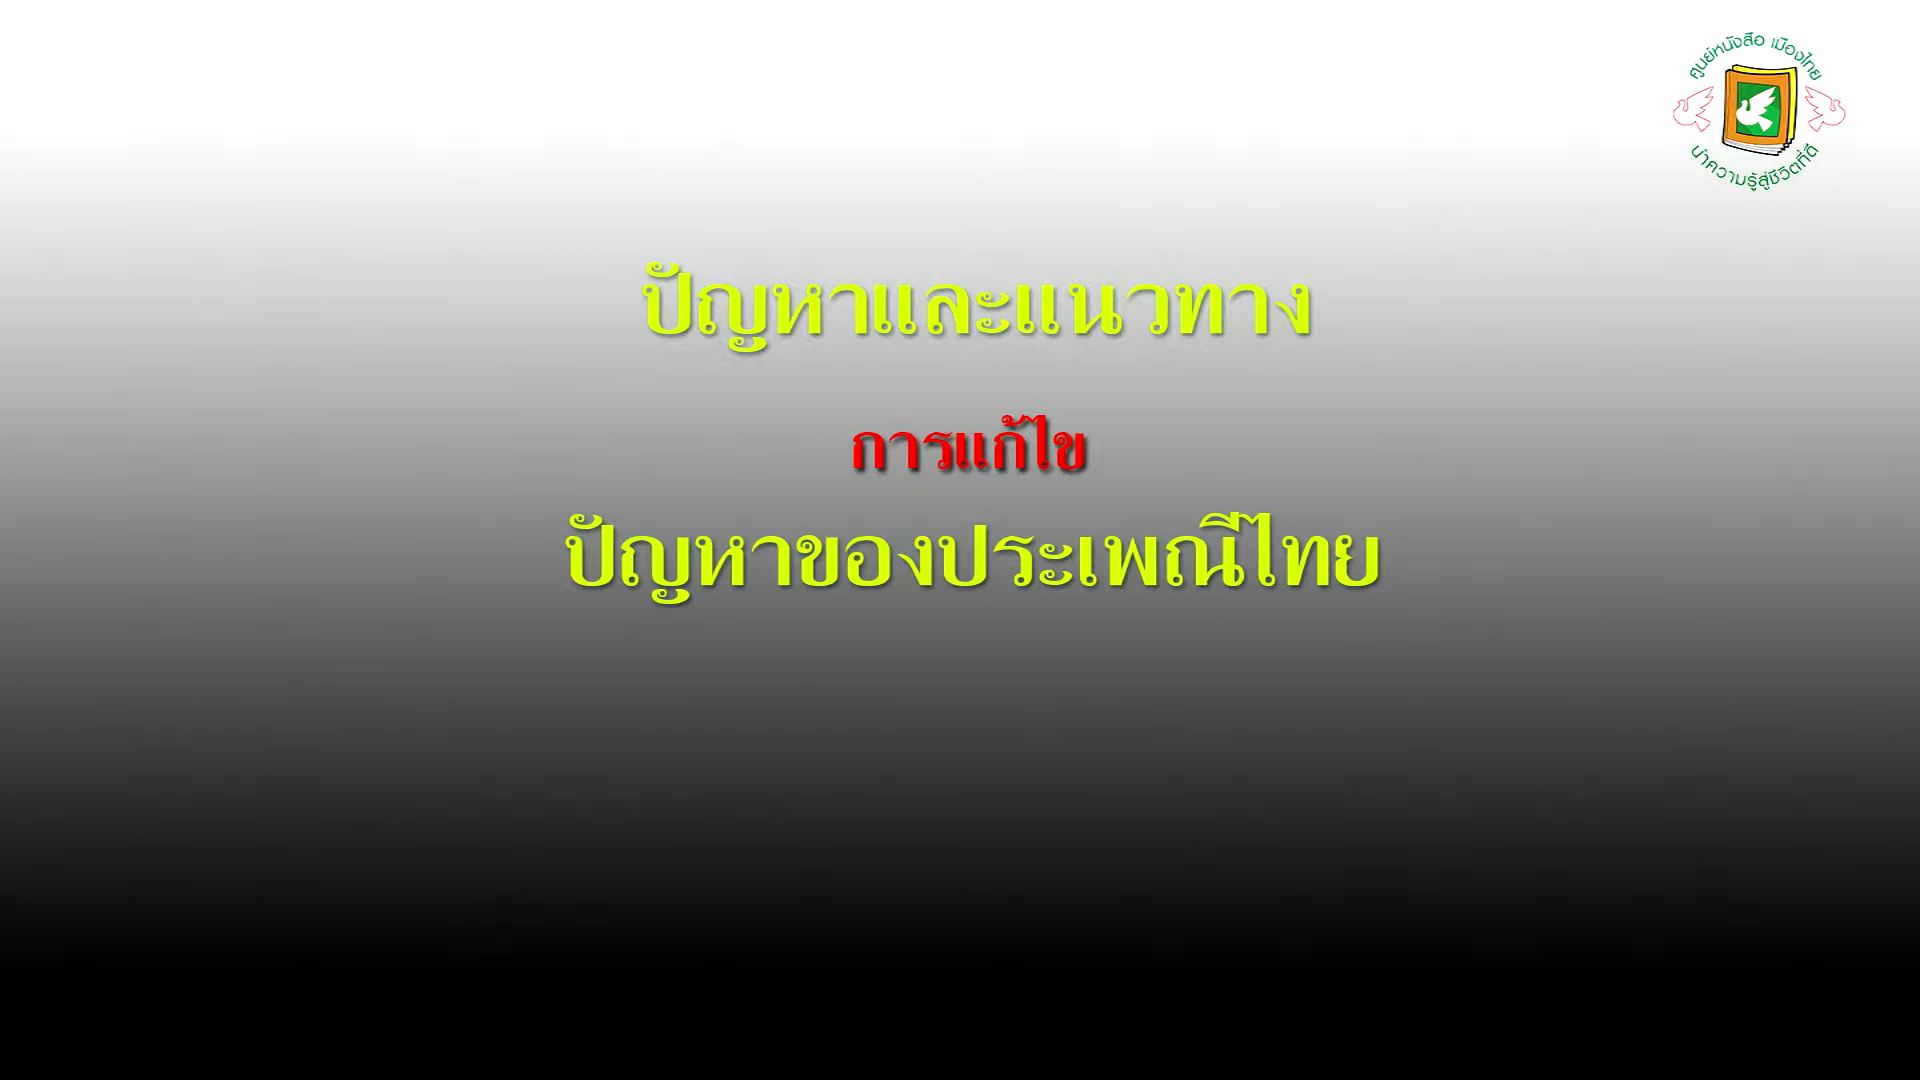 ศูนย์หนังสือ เมืองไทย
นำความรู้สู่ชีวิตที่ดี
ปัญหาและแนวทาง
การแก้ไข
ปัญหาของประเพณีไทย